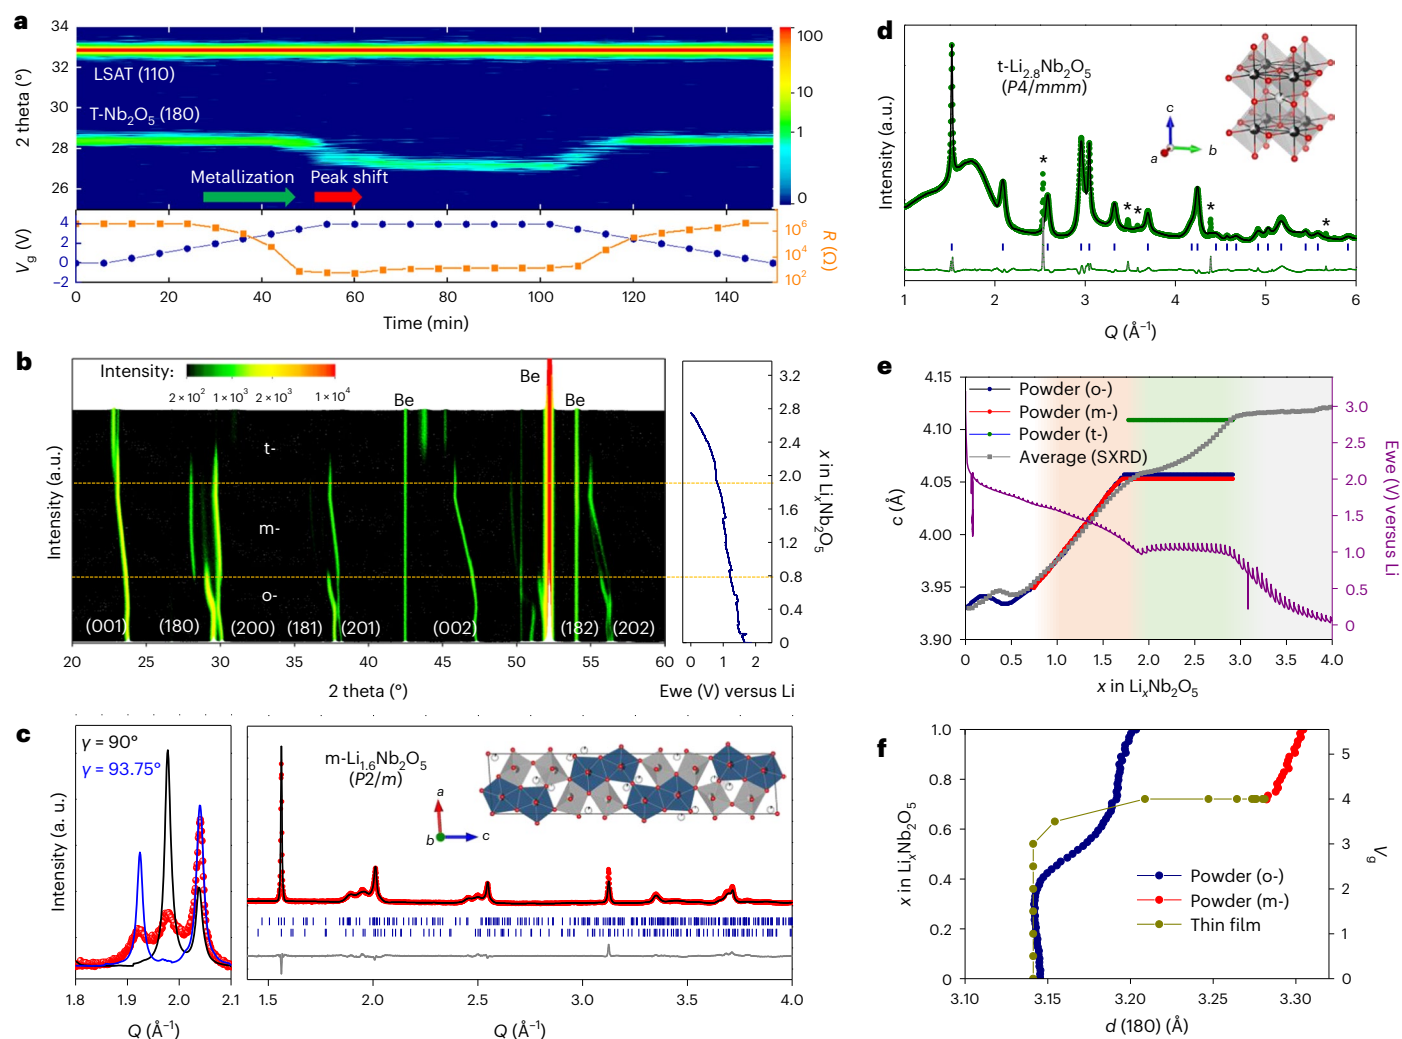 a
34
32
30
28
26
2 theta (°)
LSAT (110)
T-Nb2O5 (180)
Metallization
Peak shift
100
10
1
0
4
2
0
−2
Vg (V)
10^6
10^4
10^2
R (Ω)
0
20
40
60
80
100
120
140
Time (min)
b
Intensity:
2 × 10^2
1 × 10^3
2 × 10^3
1 × 10^4
Be
Be
Be
t-
m-
o-
(001)
(180)
(200)
(181)
(201)
(002)
(182)
(202)
Intensity (a.u.)
20
25
30
35
40
45
50
55
60
2 theta (°)
3.2
2.8
2.4
2.0
1.6
1.2
0.8
0.4
0
x in LixNb2O5
0
1
2
Ewe (V) versus Li
c
γ = 90°
γ = 93.75°
Intensity (a. u.)
1.8
1.9
2.0
2.1
Q (Å−1)
m-Li1.6Nb2O5
(P2/m)
a
b
c
1.5
2.0
2.5
3.0
3.5
4.0
Q (Å−1)
d
t-Li2.8Nb2O5
(P4/mmm)
c
a
b
*
*
*
*
*
Intensity (a.u.)
1
2
3
4
5
6
Q (Å−1)
e
4.15
4.10
4.05
4.00
3.95
3.90
c (Å)
Powder (o-)
Powder (m-)
Powder (t-)
Average (SXRD)
3.0
2.5
2.0
1.5
1.0
0.5
0
Ewe (V) versus Li
0
0.5
1.0
1.5
2.0
2.5
3.0
3.5
4.0
x in LixNb2O5
f
1.0
0.8
0.6
0.4
0.2
0
x in LixNb2O5
Powder (o-)
Powder (m-)
Thin film
5
4
3
2
1
0
Vg
3.10
3.15
3.20
3.25
3.30
d (180) (Å)